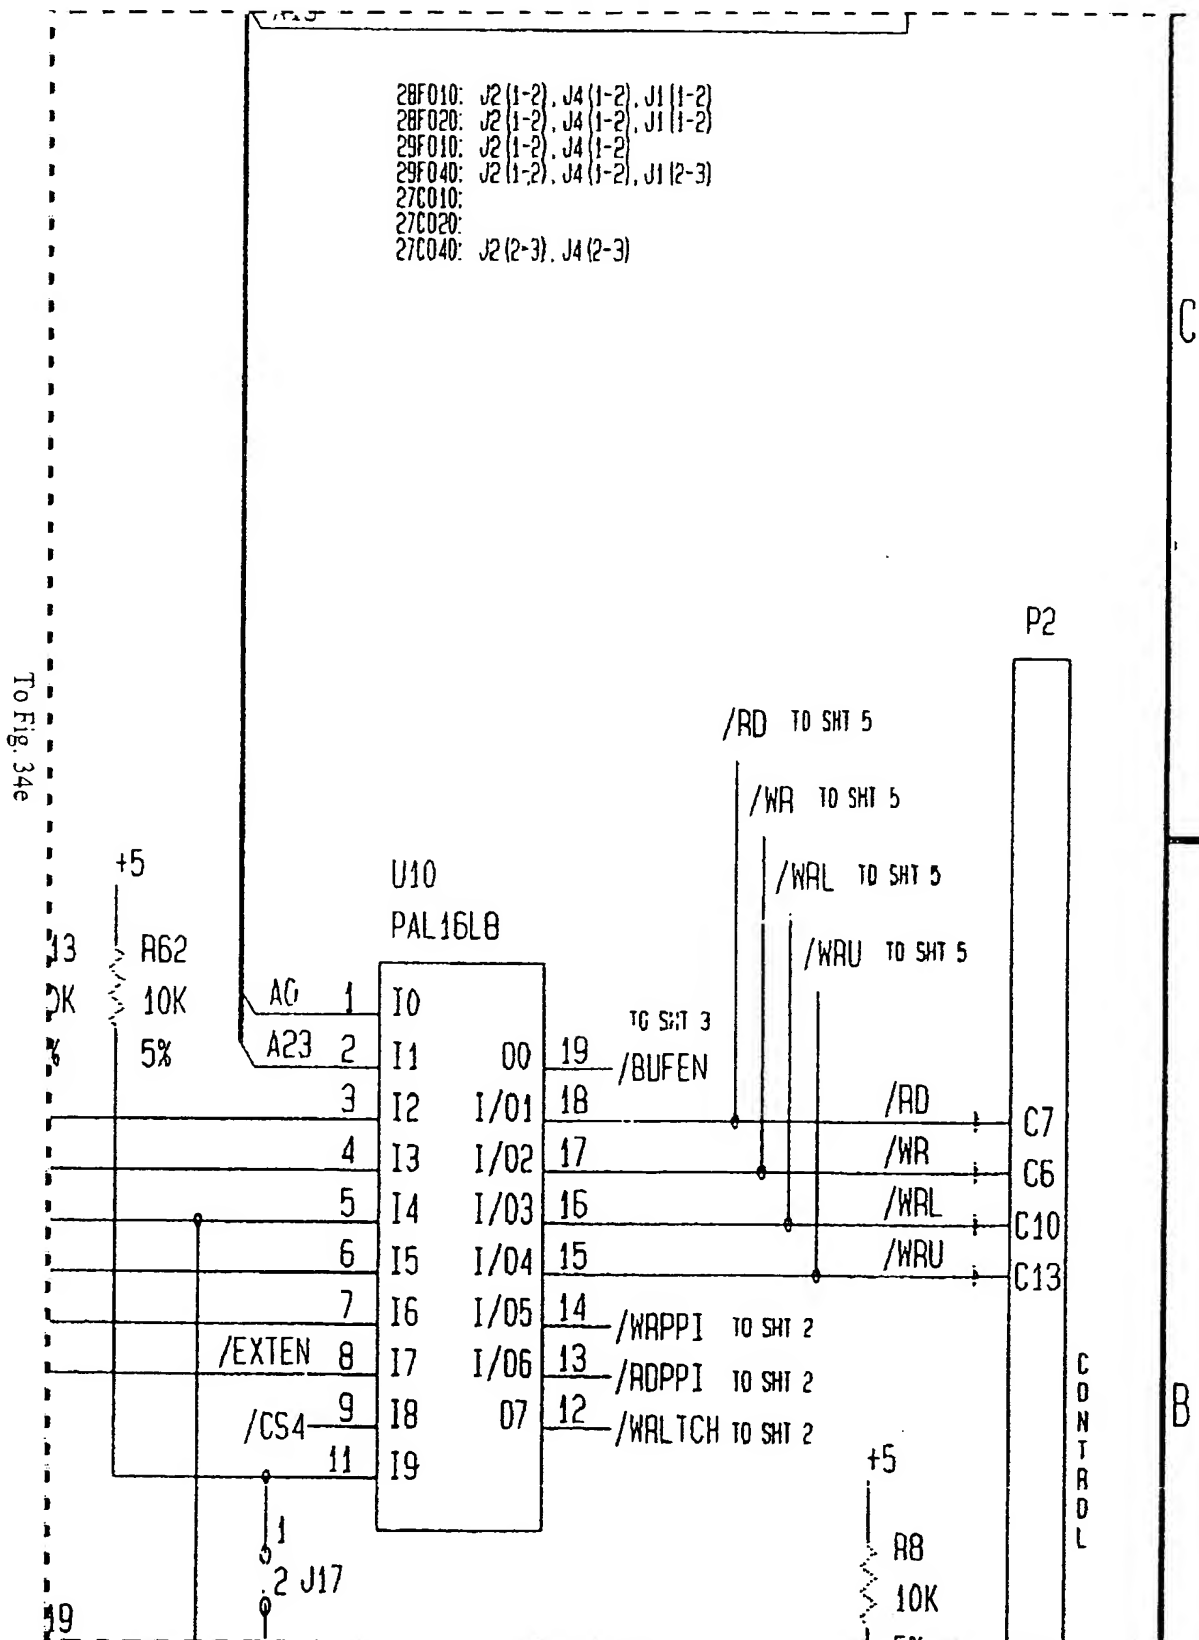 A15
28F010: J2(1-2), J4(1-2), J1(1-2)
28F020: J2(1-2), J4(1-2), J1(1-2)
29F010: J2(1-2), J4(1-2)
29F040: J2(1-2), J4(1-2), J1(2-3)
27C010:
27C020:
27C040: J2(2-3), J4(2-3)
C
P2
To Fig. 34e
/RD TO SHT 5
/WR TO SHT 5
/WRL TO SHT 5
/WRU TO SHT 5
+5
U10
PAL16L8
13 R62
0K 10K
% 5%
A0 1 I0
A23 2 I1
3 I2
4 I3
5 I4
6 I5
7 I6
/EXTEN 8 I7
/CS4 9 I8
11 I9
TO SHT 3
O0 19 /BUFEN
I/O1 18 /RD C7
I/O2 17 /WR C6
I/O3 16 /WRL C10
I/O4 15 /WRU C13
I/O5 14 /WRPPI TO SHT 2
I/O6 13 /RDPPI TO SHT 2
O7 12 /WRLTCH TO SHT 2
CONTROL
B
1
2 J17
19
+5
R8
10K
5%